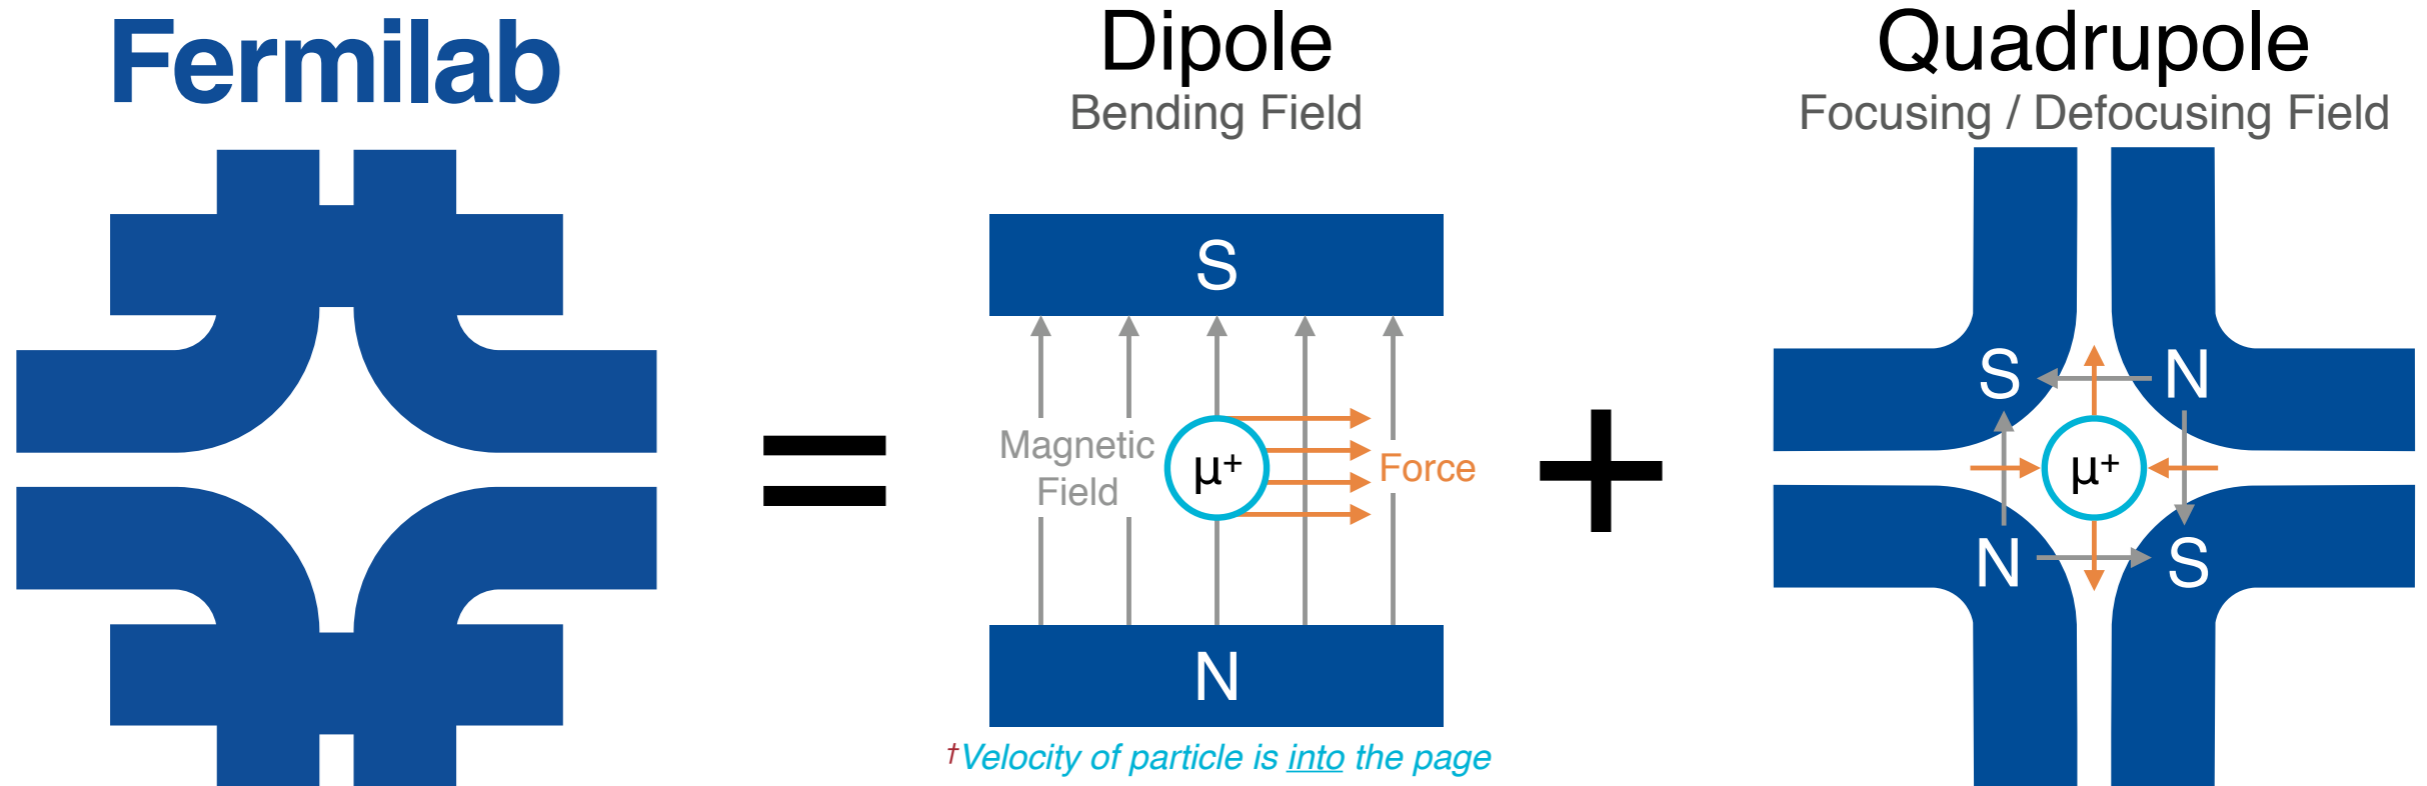 Fermilab
Dipole
Bending Field
Quadrupole
Focusing / Defocusing Field
S
Magnetic
Field
μ+
Force
N
†Velocity of particle is into the page
=
+
S
N
μ+
N
S